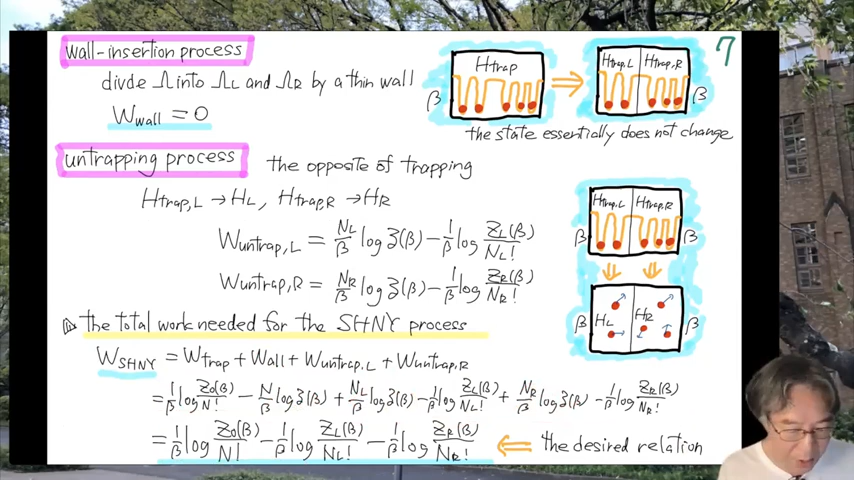 7
wall-insertion process
divde Ω into Ω_L and Ω_R by a thin wall
W_wall = 0
H_trap
β
H_trap,L H_trap,R
β
the state essentially does not change
untrapping process the opposite of trapping
H_trap,L → H_L, H_trap,R → H_R
W_untrap,L = N_L/β log ζ(β) - 1/β log Z_L(β)/N_L!
W_untrap,R = N_R/β log ζ(β) - 1/β log Z_R(β)/N_R!
H_trap,L H_trap,R
β β
H_L H_R
β β
the total work needed for the SHNY process
W_SHNY = W_trap + W_wall + W_untrap,L + W_untrap,R
= 1/β log Z_0(β)/N! - N/β log ζ(β) + N_L/β log ζ(β) - 1/β log Z_L(β)/N_L! + N_R/β log ζ(β) - 1/β log Z_R(β)/N_R!
= 1/β log Z_0(β)/N! - 1/β log Z_L(β)/N_L! - 1/β log Z_R(β)/N_R! ⇐ the desired relation